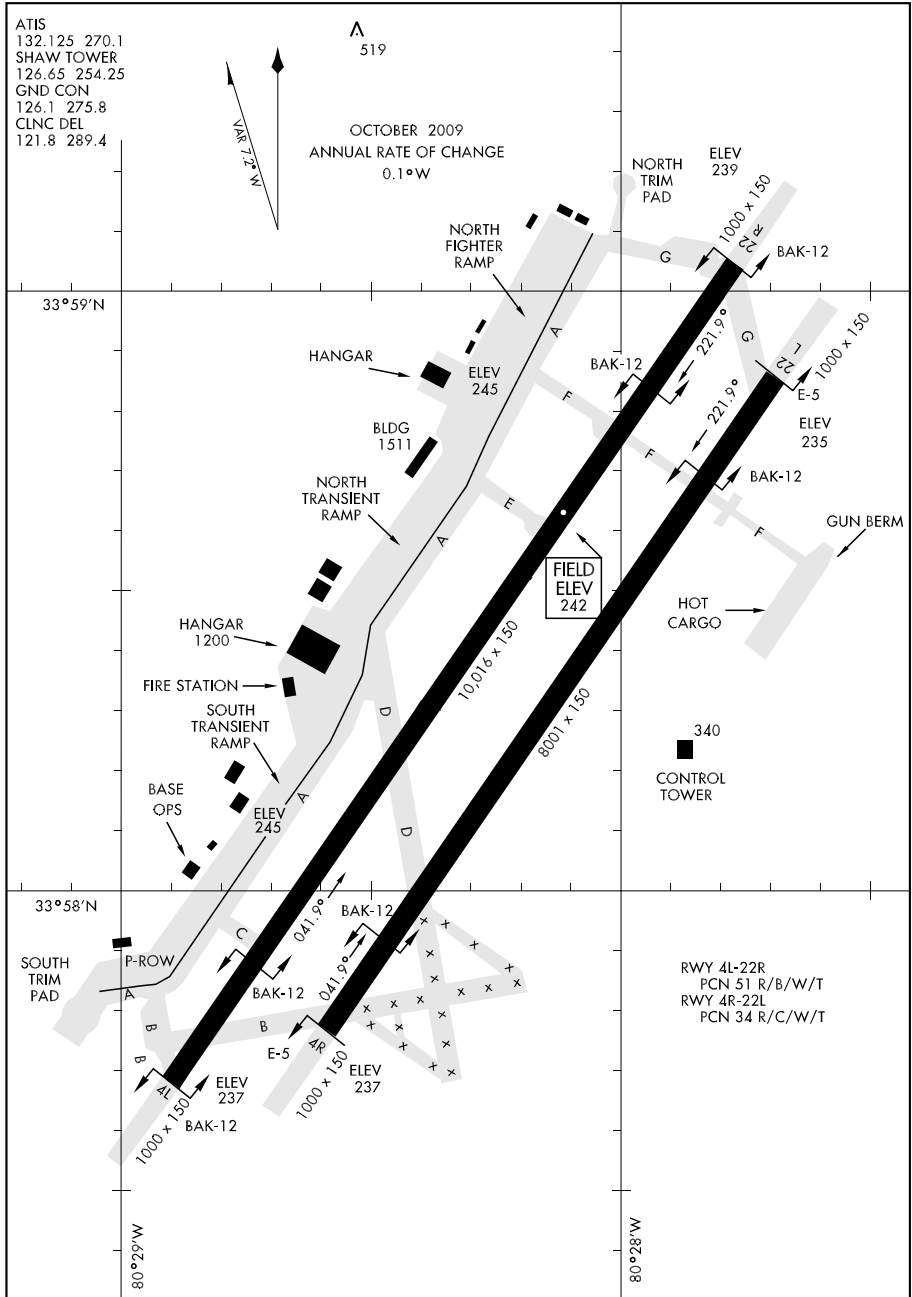 ATIS
132.125 270.1
SHAW TOWER
126.65 254.25
GND CON
126.1 275.8
CLNC DEL
121.8 289.4
519
VAR 7.2° W
OCTOBER 2009
ANNUAL RATE OF CHANGE
0.1° W
NORTH
TRIM
PAD
ELEV
239
1000 x 150
22 R
BAK-12
NORTH
FIGHTER
RAMP
G
33°59'N
A
HANGAR
ELEV
245
BAK-12
221.9°
G
22 L
1000 x 150
E-5
ELEV
235
221.9°
F
F
F
BAK-12
BLDG
1511
NORTH
TRANSIENT
RAMP
E
A
GUN BERM
FIELD
ELEV
242
HOT
CARGO
HANGAR
1200
10,016 x 150
8001 x 150
FIRE STATION
SOUTH
TRANSIENT
RAMP
D
340
CONTROL
TOWER
BASE
OPS
ELEV
245
A
D
33°58'N
041.9°
BAK-12
C
041.9°
SOUTH
TRIM
PAD
P-ROW
A
BAK-12
B
B
B
E-5
4R
1000 x 150
ELEV
237
4L
1000 x 150
ELEV
237
BAK-12
RWY 4L-22R
PCN 51 R/B/W/T
RWY 4R-22L
PCN 34 R/C/W/T
x x x x x x x x x x x x x x x x x x x x x x x
80°29'W
80°28'W